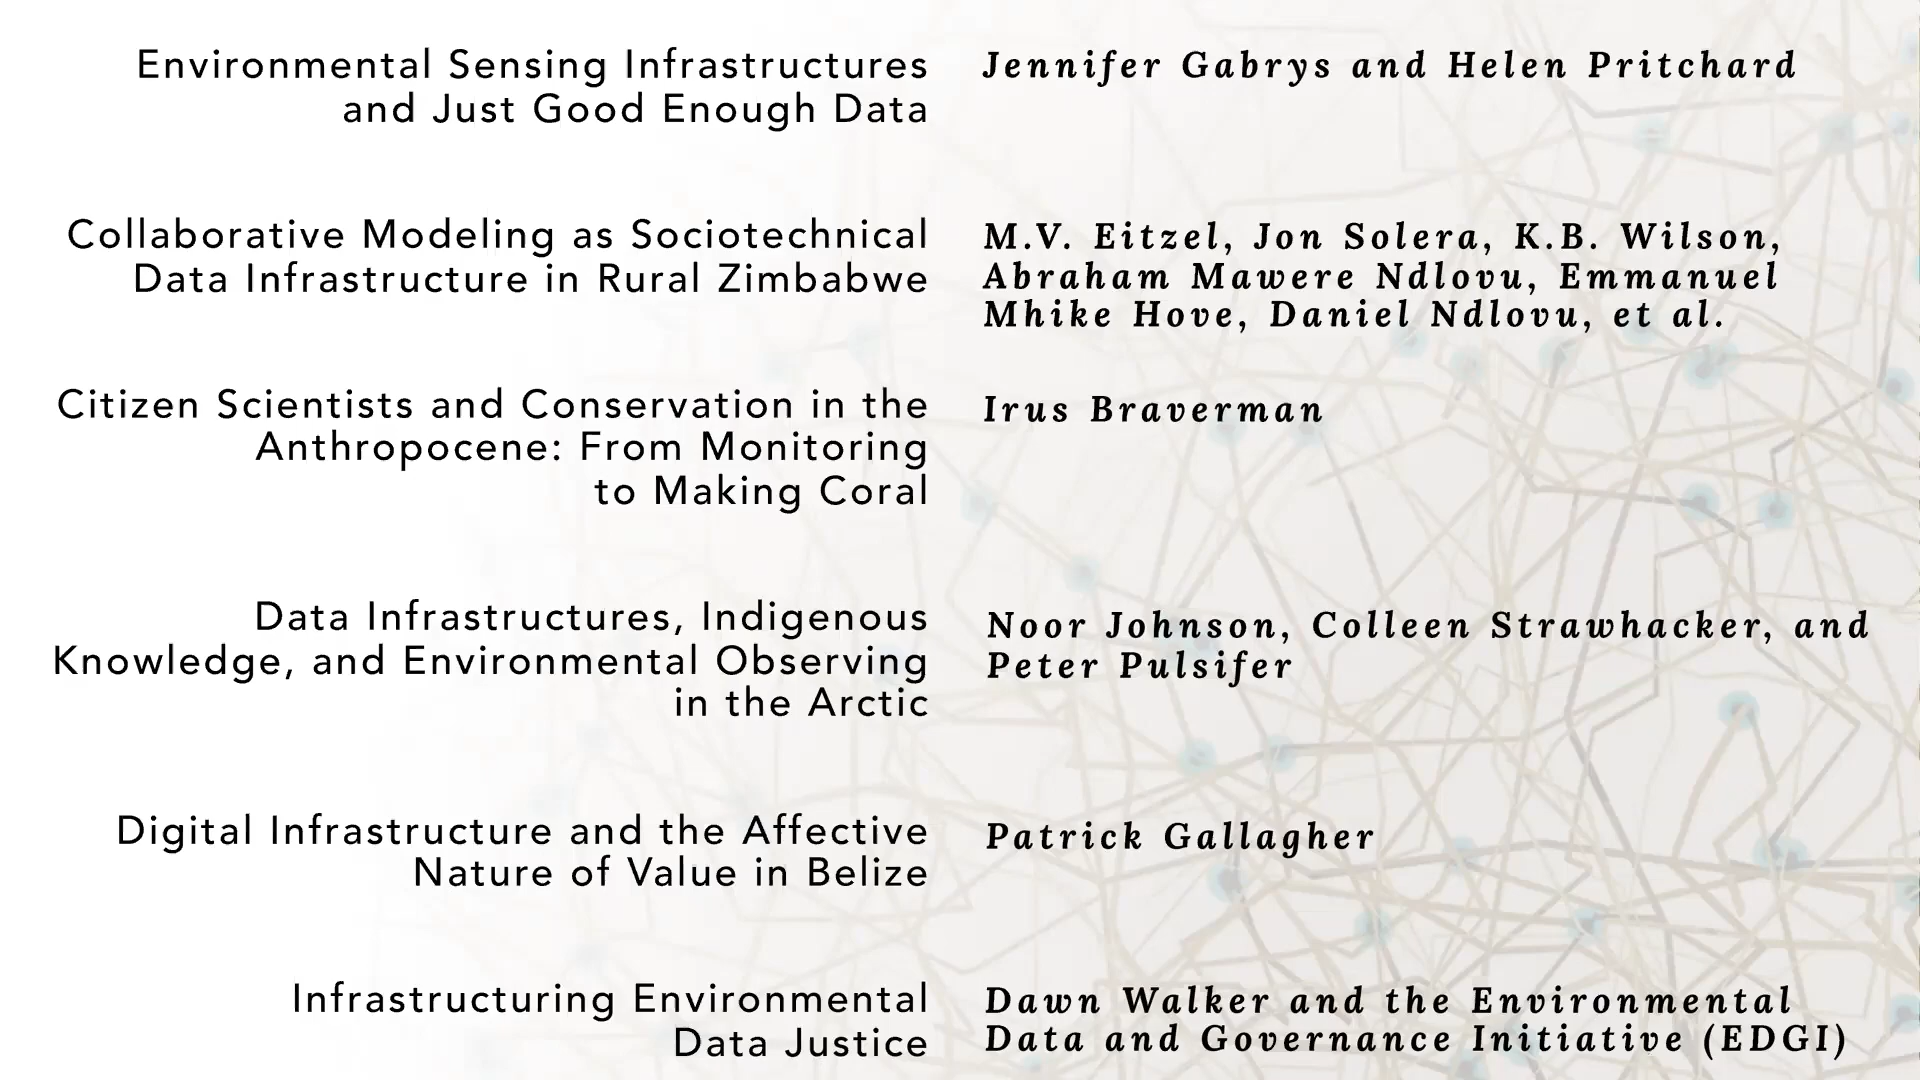 Environmental Sensing Infrastructures
and Just Good Enough Data
Jennifer Gabrys and Helen Pritchard
Collaborative Modeling as Sociotechnical
Data Infrastructure in Rural Zimbabwe
M.V. Eitzel, Jon Solera, K.B. Wilson,
Abraham Mawere Ndlovu, Emmanuel
Mhike Hove, Daniel Ndlovu, et al.
Citizen Scientists and Conservation in the
Anthropocene: From Monitoring
to Making Coral
Irus Braverman
Data Infrastructures, Indigenous
Knowledge, and Environmental Observing
in the Arctic
Noor Johnson, Colleen Strawhacker, and
Peter Pulsifer
Digital Infrastructure and the Affective
Nature of Value in Belize
Patrick Gallagher
Infrastructuring Environmental
Data Justice
Dawn Walker and the Environmental
Data and Governance Initiative (EDGI)